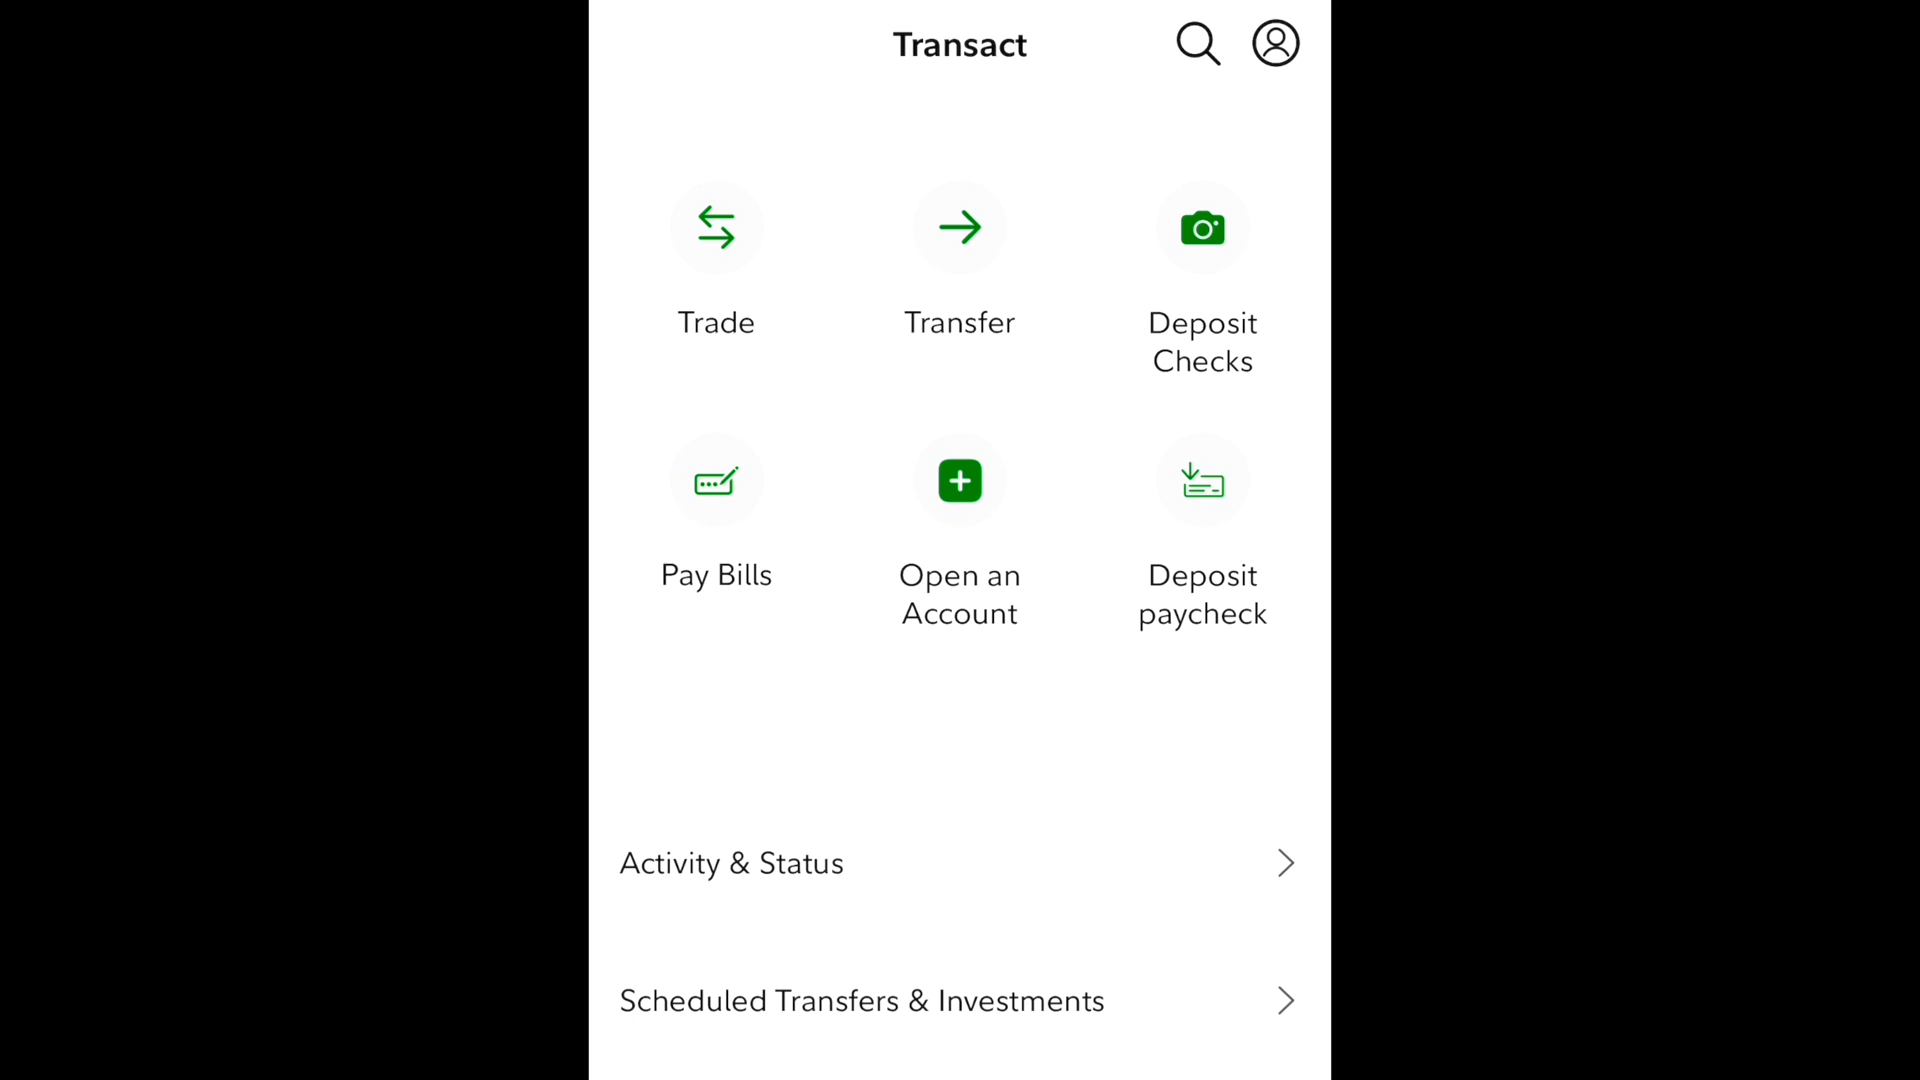 Transact
Trade
Transfer
Deposit
Checks
Pay Bills
Open an
Account
Deposit
paycheck
Activity & Status
Scheduled Transfers & Investments